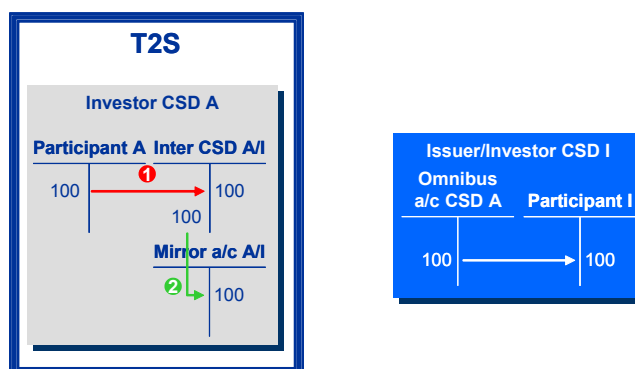 T2S
Investor CSD A
Participant A Inter CSD A/I
1
100 100
100
Mirror a/c A/I
2
100
Issuer/Investor CSD I
Omnibus
a/c CSD A Participant I
100 100